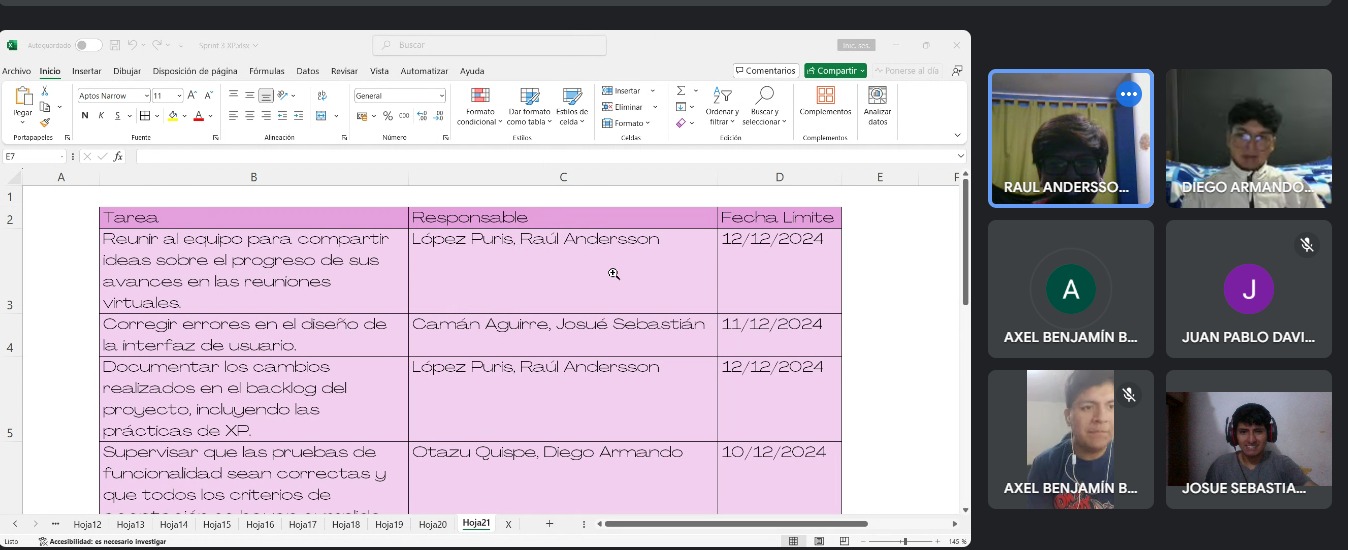 Autoguardado
Sprint 3 XP.xlsx
Buscar
Inic. ses.
Archivo Inicio Insertar Dibujar Disposición de página Fórmulas Datos Revisar Vista Automatizar Ayuda
Comentarios Compartir Ponerse al día
Pegar
Portapapeles
Aptos Narrow 11 A A
N K S A
Fuente
Alineación
General
% 000
Número
Formato condicional
Dar formato como tabla
Estilos de celda
Estilos
Insertar
Eliminar
Formato
Celdas
Ordenar y filtrar
Buscar y seleccionar
Edición
Complementos
Complementos
Analizar datos
E7 fx
A B C D E F
1
2 Tarea Responsable Fecha Limite
Reunir al equipo para compartir López Puris, Raúl Andersson 12/12/2024
ideas sobre el progreso de sus
avances en las reuniones
3 virtuales.
Corregir errores en el diseño de Camán Aguirre, Josué Sebastián 11/12/2024
4 la interfaz de usuario.
Documentar los cambios López Puris, Raúl Andersson 12/12/2024
realizados en el backlog del
proyecto, incluyendo las
5 prácticas de XP.
Supervisar que las pruebas de Otazu Quispe, Diego Armando 10/12/2024
funcionalidad sean correctas y
que todos los criterios de
... Hoja12 Hoja13 Hoja14 Hoja15 Hoja16 Hoja17 Hoja18 Hoja19 Hoja20 Hoja21 X +
Listo Accesibilidad: es necesario investigar 145 %
RAUL ANDERSSO...
DIEGO ARMANDO...
A
AXEL BENJAMÍN B...
J
JUAN PABLO DAVI...
AXEL BENJAMÍN B...
JOSUE SEBASTIA...